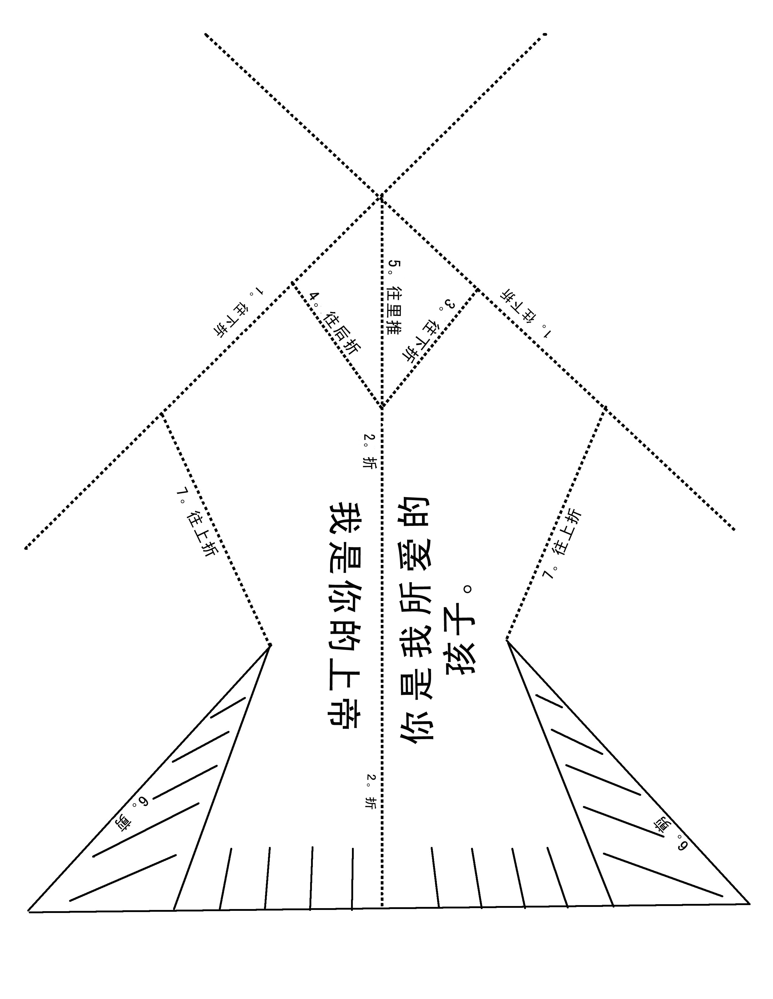 1。往下折
1。往下折
5。往里推
4。往后折
3。往下折
2。折
7。往上折
7。往上折
我是你的上帝
你是我所爱的
孩子。
2。折
6。剪
6。剪